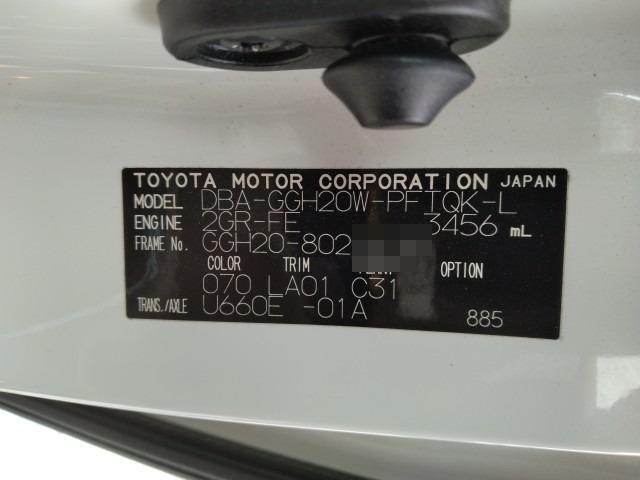 TOYOTA MOTOR CORPORATION JAPAN
MODEL DBA-GGH20W-PFTQK-L
ENGINE 2GR-FE 3456 mL
FRAME No. GGH20-802
COLOR TRIM OPTION
070 LA01 C31
TRANS./AXLE U660E -01A 885